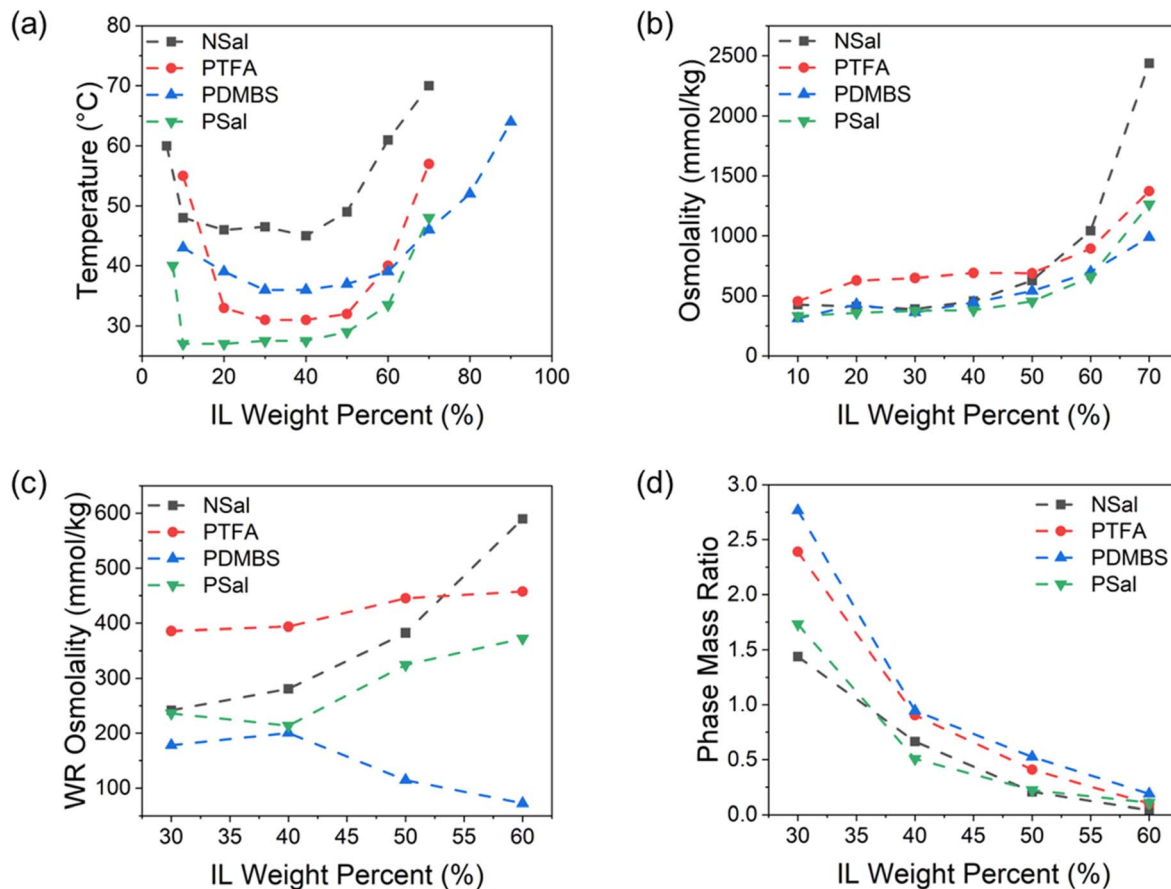 (a)
80
70
60
50
40
30
Temperature (°C)
NSal
PTFA
PDMBS
PSal
0 20 40 60 80 100
IL Weight Percent (%)
(b)
2500
2000
1500
1000
500
0
Osmolality (mmol/kg)
NSal
PTFA
PDMBS
PSal
10 20 30 40 50 60 70
IL Weight Percent (%)
(c)
600
500
400
300
200
100
WR Osmolality (mmol/kg)
NSal
PTFA
PDMBS
PSal
30 35 40 45 50 55 60
IL Weight Percent (%)
(d)
3.0
2.5
2.0
1.5
1.0
0.5
0.0
Phase Mass Ratio
NSal
PTFA
PDMBS
PSal
30 35 40 45 50 55 60
IL Weight Percent (%)